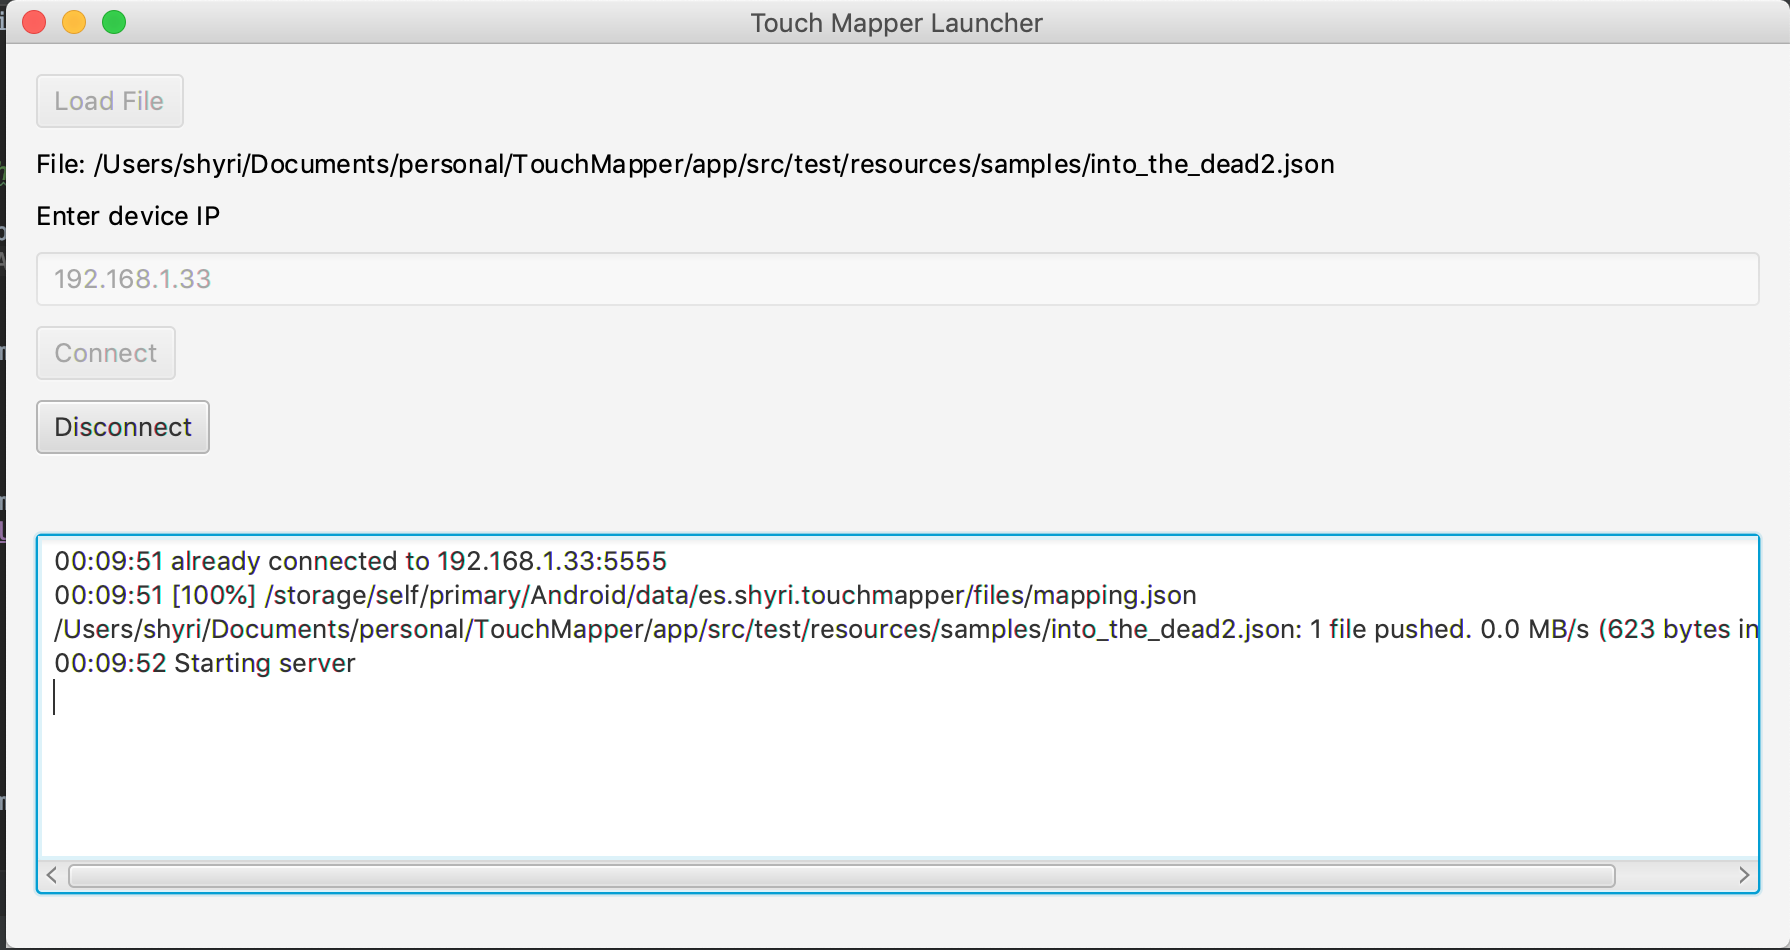 Touch Mapper Launcher
Load File
File: /Users/shyri/Documents/personal/TouchMapper/app/src/test/resources/samples/into_the_dead2.json
Enter device IP
192.168.1.33
Connect
Disconnect
00:09:51 already connected to 192.168.1.33:5555
00:09:51 [100%] /storage/self/primary/Android/data/es.shyri.touchmapper/files/mapping.json
/Users/shyri/Documents/personal/TouchMapper/app/src/test/resources/samples/into_the_dead2.json: 1 file pushed. 0.0 MB/s (623 bytes in
00:09:52 Starting server